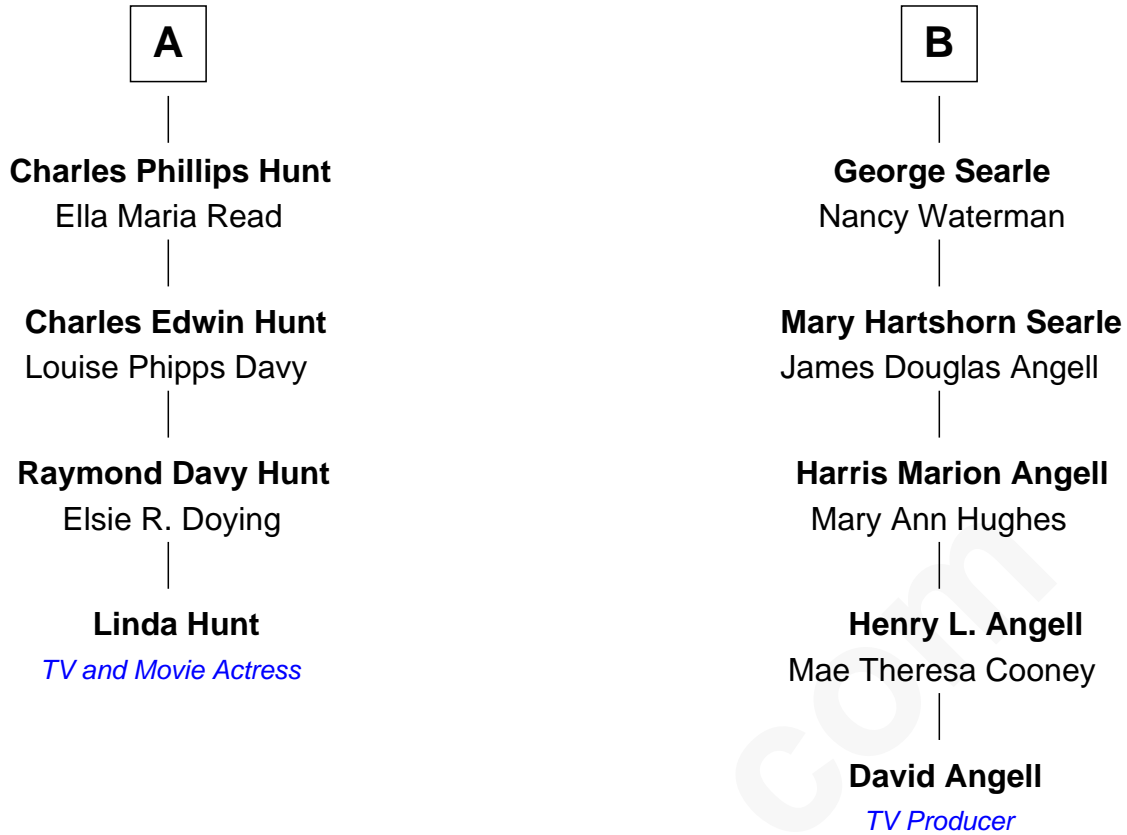 A
Charles Phillips Hunt
Ella Maria Read
Charles Edwin Hunt
Louise Phipps Davy
Raymond Davy Hunt
Elsie R. Doying
Linda Hunt
TV and Movie Actress
B
George Searle
Nancy Waterman
Mary Hartshorn Searle
James Douglas Angell
Harris Marion Angell
Mary Ann Hughes
Henry L. Angell
Mae Theresa Cooney
David Angell
TV Producer
com